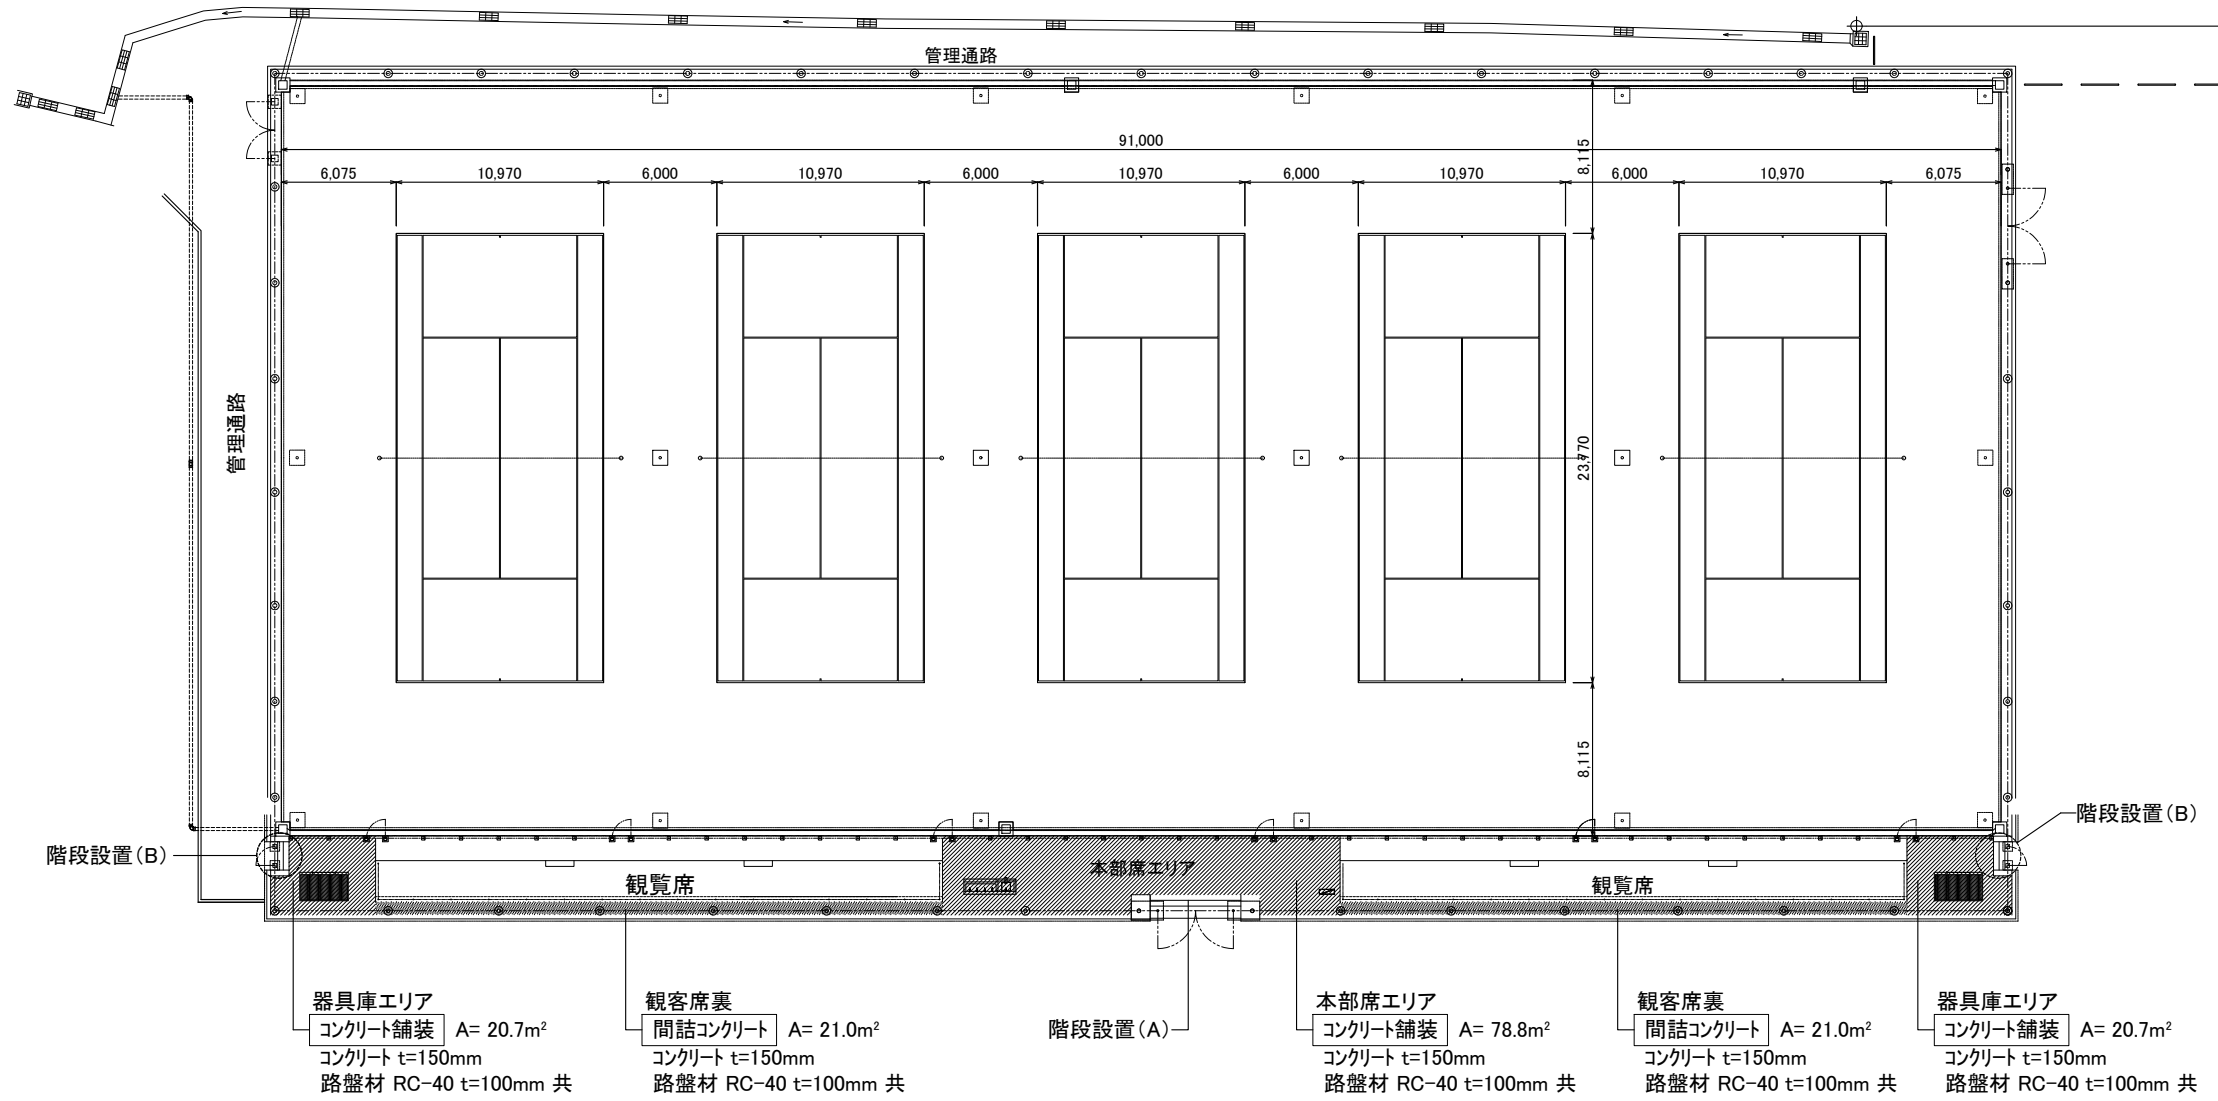 管理通路
91,000
8,115
6,075
10,970
6,000
10,970
6,000
10,970
6,000
10,970
6,000
10,970
6,075
管理通路
23,770
8,115
階段設置(B)
階段設置(B)
本部席エリア
観覧席
観覧席
器具庫エリア
コンクリート舗装 A= 20.7m²
コンクリート t=150mm
路盤材 RC-40 t=100mm 共
観客席裏
間詰コンクリート A= 21.0m²
コンクリート t=150mm
路盤材 RC-40 t=100mm 共
階段設置(A)
本部席エリア
コンクリート舗装 A= 78.8m²
コンクリート t=150mm
路盤材 RC-40 t=100mm 共
観客席裏
間詰コンクリート A= 21.0m²
コンクリート t=150mm
路盤材 RC-40 t=100mm 共
器具庫エリア
コンクリート舗装 A= 20.7m²
コンクリート t=150mm
路盤材 RC-40 t=100mm 共